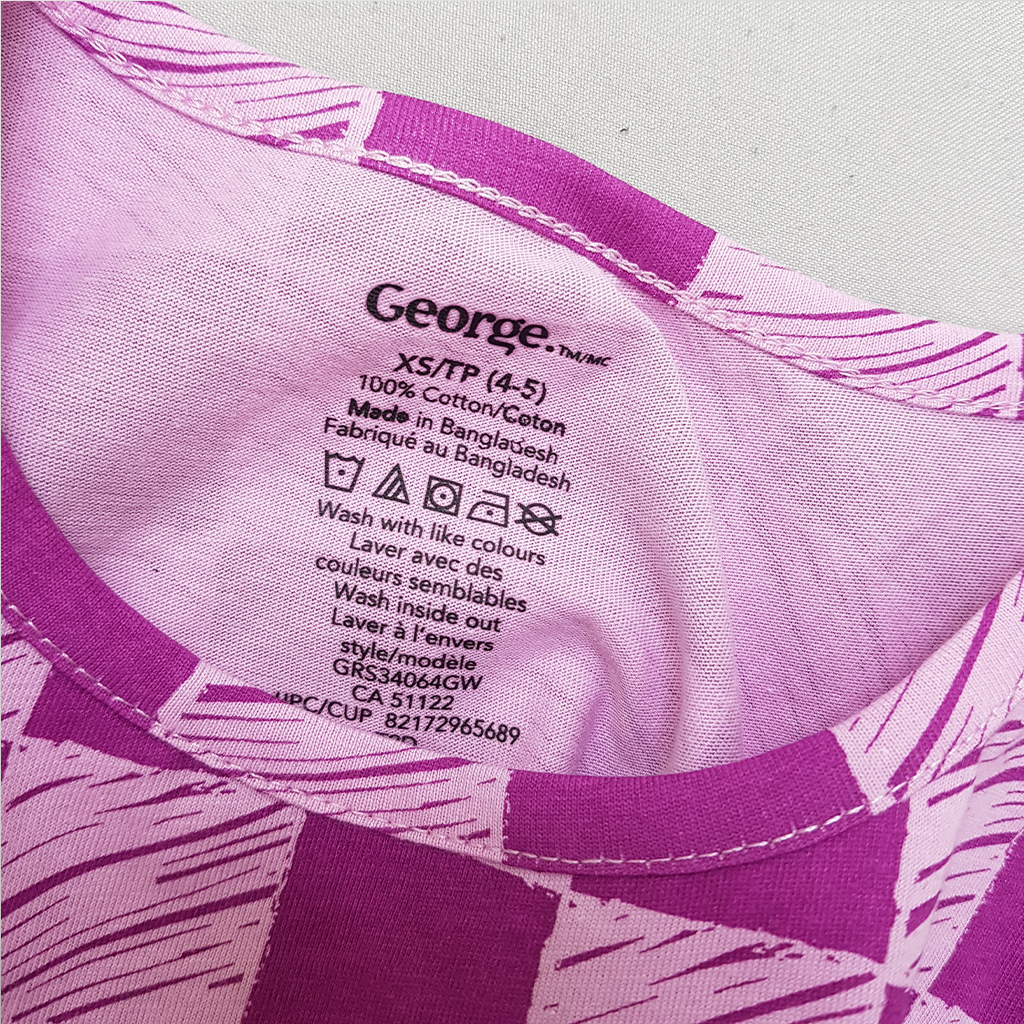 George.™/MC
XS/TP (4-5)
100% Cotton/Coton
Made in Bangladesh
Fabriqué au Bangladesh
Wash with like colours
Laver avec des
couleurs semblables
Wash inside out
Laver à l'envers
style/modèle
GRS34064GW
CA 51122
UPC/CUP 82172965689